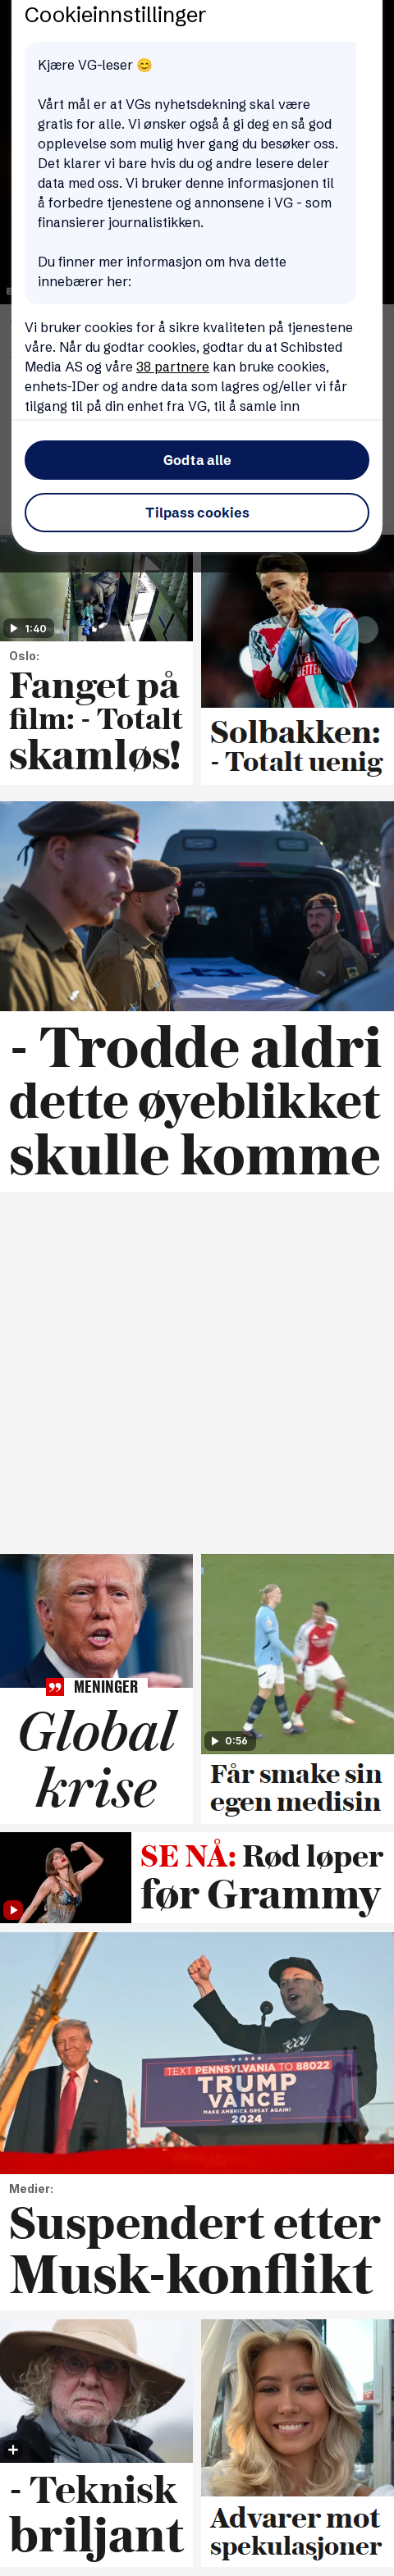 Cookieinnstillinger
Kjære VG-leser 😊
Vårt mål er at VGs nyhetsdekning skal være
gratis for alle. Vi ønsker også å gi deg en så god
opplevelse som mulig hver gang du besøker oss.
Det klarer vi bare hvis du og andre lesere deler
data med oss. Vi bruker denne informasjonen til
å forbedre tjenestene og annonsene i VG - som
finansierer journalistikken.
Du finner mer informasjon om hva dette
innebærer her:
Vi bruker cookies for å sikre kvaliteten på tjenestene
våre. Når du godtar cookies, godtar du at Schibsted
Media AS og våre 38 partnere kan bruke cookies,
enhets-IDer og andre data som lagres og/eller vi får
tilgang til på din enhet fra VG, til å samle inn
Godta alle
Tilpass cookies
1:40
Oslo:
Fanget på
film: - Totalt
skamløs!
BETTER
Solbakken:
- Totalt uenig
- Trodde aldri
dette øyeblikket
skulle komme
MENINGER
Global
krise
0:56
Får smake sin
egen medisin
SE NÅ: Rød løper
før Grammy
TEXT PENNSYLVANIA TO 88022
TRUMP
VANCE
MAKE AMERICA GREAT AGAIN!
2024
Medier:
Suspendert etter
Musk-konflikt
- Teknisk
briljant
Advarer mot
spekulasjoner